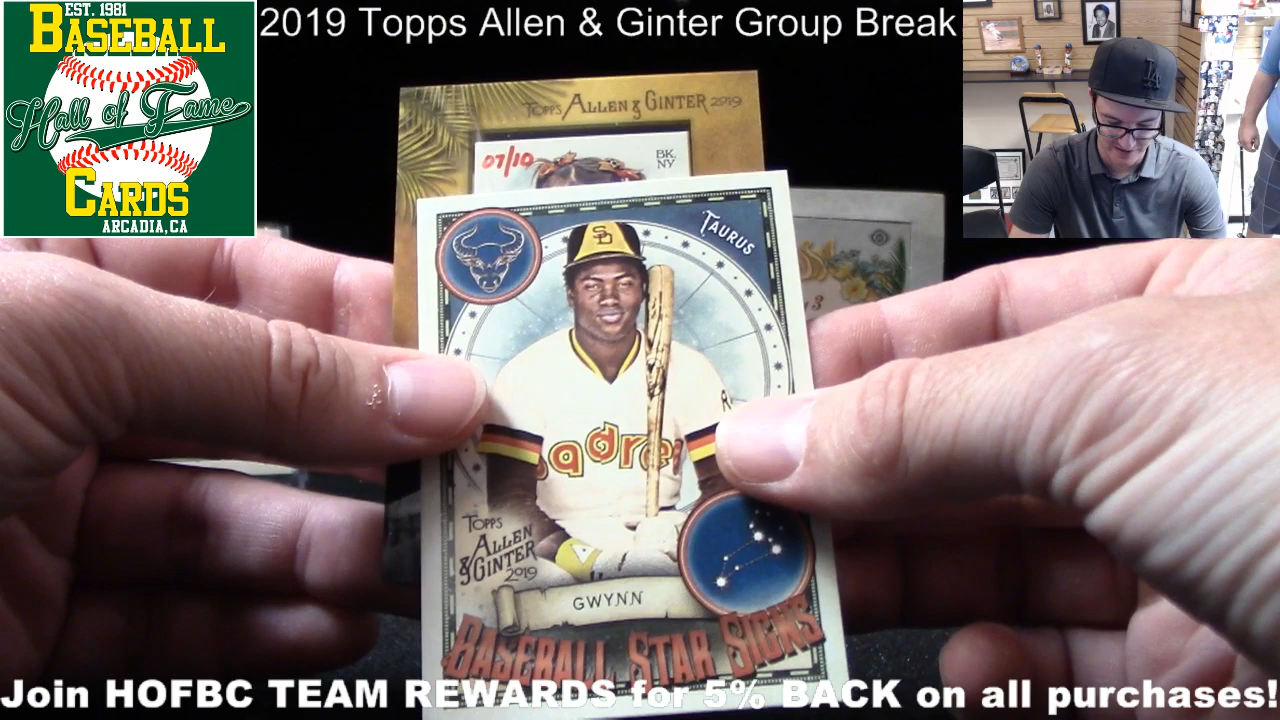 EST. 1981
BASEBALL
Hall of Fame
CARDS
ARCADIA, CA
2019 Topps Allen & Ginter Group Break
LA
TOPPS ALLEN & GINTER 2019
07/10
BK.
NY
TAURUS
SD
Padres
TOPPS
ALLEN
& GINTER
2019
GWYNN
BASEBALL STAR SIGNS
Join HOFBC TEAM REWARDS for 5% BACK on all purchases!